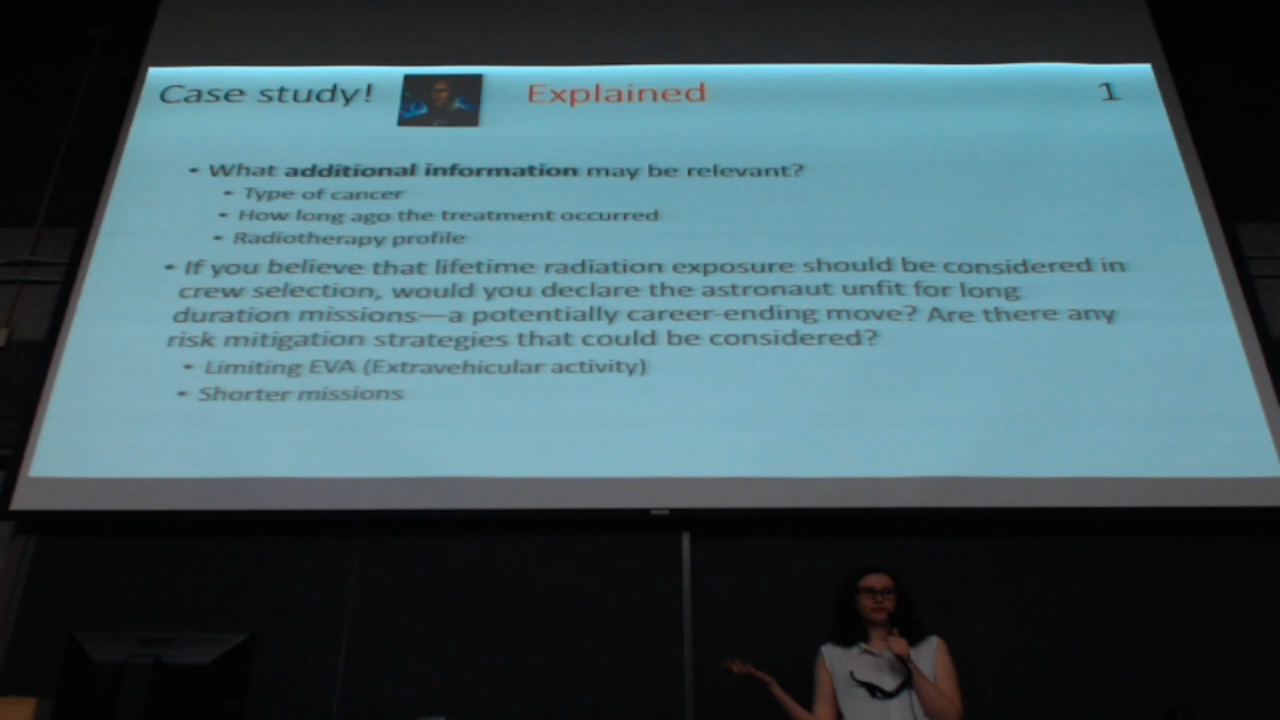 Case study! Explained 1
• What additional information may be relevant?
• Type of cancer
• How long ago the treatment occurred
• Radiotherapy profile
• If you believe that lifetime radiation exposure should be considered in
crew selection, would you declare the astronaut unfit for long
duration missions—a potentially career-ending move? Are there any
risk mitigation strategies that could be considered?
• Limiting EVA (Extravehicular activity)
• Shorter missions